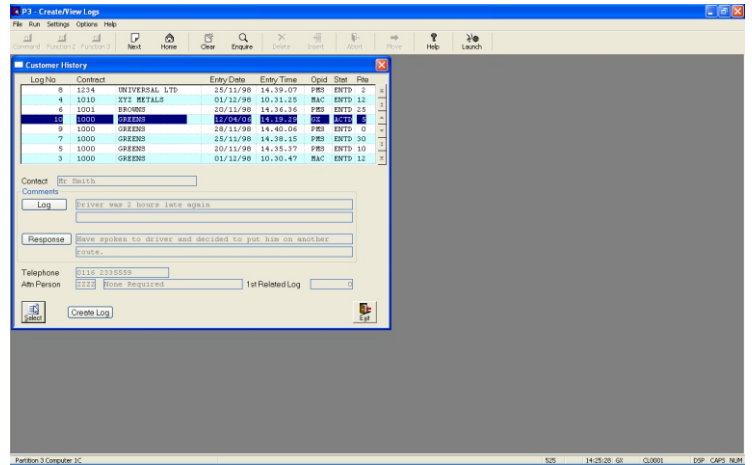 P3 - Create/View Logs
File Run Settings Options Help
Command Function2 Function3 Next Home Clear Enquire Delete Insert Abort Move Help Launch
Customer History
Log No Contract Entry Date Entry Time Opid Stat Pite
8 1234 UNIVERSAL LTD 25/11/98 14.39.07 PMS ENTD 2
4 1010 XYZ METALS 01/12/98 10.31.25 MAC ENTD 12
6 1001 BROWNS 20/11/98 14.36.36 PMS ENTD 25
10 1000 GREENS 12/04/06 14.19.29 GX ACTD 5
9 1000 GREENS 28/11/98 14.40.06 PMS ENTD 0
7 1000 GREENS 25/11/98 14.38.15 PMS ENTD 30
5 1000 GREENS 20/11/98 14.35.37 PMS ENTD 10
3 1000 GREENS 01/12/98 10.30.47 MAC ENTD 12
Contact Mr Smith
Comments
Log Driver was 2 hours late again
Response Have spoken to driver and decided to put him on another
route.
Telephone 0116 2335559
Attn Person ZZZZ None Required 1st Related Log 0
Select Create Log Exit
Partition 3 Computer 1C 525 14:25:28 GX CL0001 DSP CAPS NUM